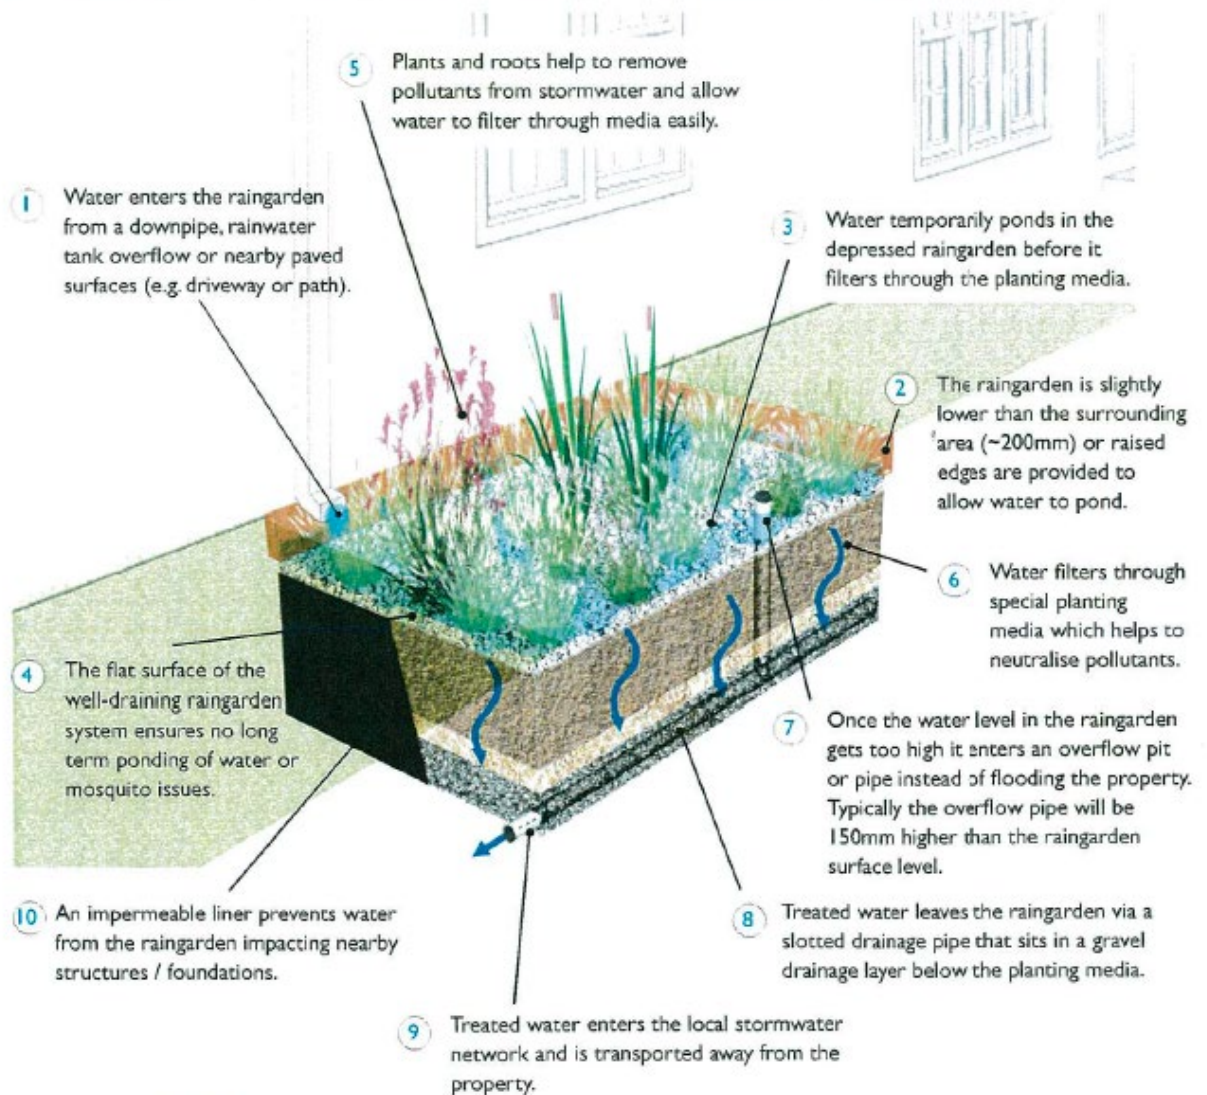 5
Plants and roots help to remove
pollutants from stormwater and allow
water to filter through media easily.
1
Water enters the raingarden
from a downpipe, rainwater
tank overflow or nearby paved
surfaces (e.g. driveway or path).
3
Water temporarily ponds in the
depressed raingarden before it
filters through the planting media.
2
The raingarden is slightly
lower than the surrounding
area (~200mm) or raised
edges are provided to
allow water to pond.
6
Water filters through
special planting
media which helps to
neutralise pollutants.
4
The flat surface of the
well-draining raingarden
system ensures no long
term ponding of water or
mosquito issues.
7
Once the water level in the raingarden
gets too high it enters an overflow pit
or pipe instead of flooding the property.
Typically the overflow pipe will be
150mm higher than the raingarden
surface level.
10
An impermeable liner prevents water
from the raingarden impacting nearby
structures / foundations.
8
Treated water leaves the raingarden via a
slotted drainage pipe that sits in a gravel
drainage layer below the planting media.
9
Treated water enters the local stormwater
network and is transported away from the
property.